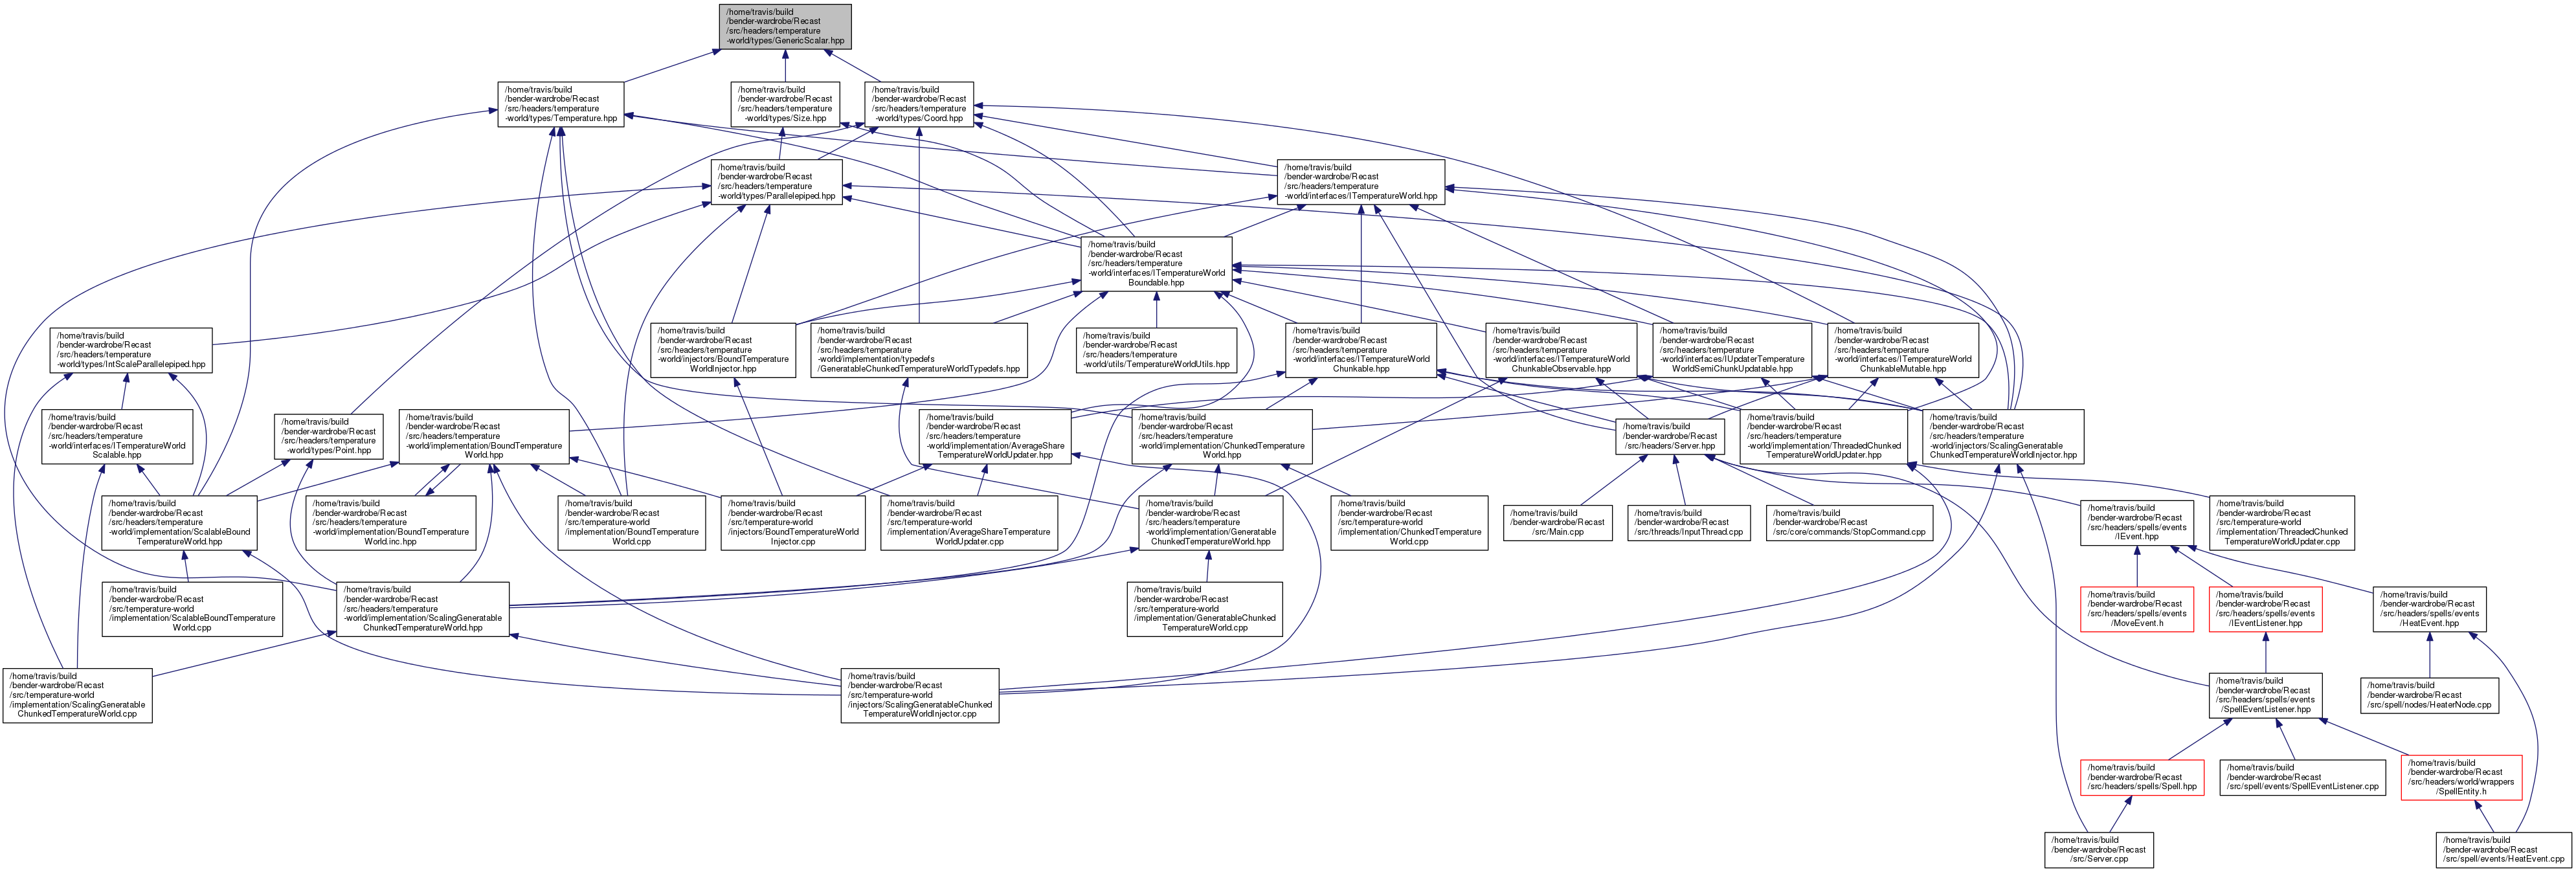 /home/travis/build
/bender-wardrobe/Recast
/src/headers/temperature
-world/types/GenericScalar.hpp
/home/travis/build
/bender-wardrobe/Recast
/src/headers/temperature
-world/types/Temperature.hpp
/home/travis/build
/bender-wardrobe/Recast
/src/headers/temperature
-world/types/Size.hpp
/home/travis/build
/bender-wardrobe/Recast
/src/headers/temperature
-world/types/Coord.hpp
/home/travis/build
/bender-wardrobe/Recast
/src/headers/temperature
-world/types/Parallelepiped.hpp
/home/travis/build
/bender-wardrobe/Recast
/src/headers/temperature
-world/interfaces/ITemperatureWorld.hpp
/home/travis/build
/bender-wardrobe/Recast
/src/headers/temperature
-world/interfaces/ITemperatureWorld
Boundable.hpp
/home/travis/build
/bender-wardrobe/Recast
/src/headers/temperature
-world/types/IntScaleParallelepiped.hpp
/home/travis/build
/bender-wardrobe/Recast
/src/headers/temperature
-world/injectors/BoundTemperature
WorldInjector.hpp
/home/travis/build
/bender-wardrobe/Recast
/src/headers/temperature
-world/implementation/typedefs
/GeneratableChunkedTemperatureWorldTypedefs.hpp
/home/travis/build
/bender-wardrobe/Recast
/src/headers/temperature
-world/utils/TemperatureWorldUtils.hpp
/home/travis/build
/bender-wardrobe/Recast
/src/headers/temperature
-world/interfaces/ITemperatureWorld
Chunkable.hpp
/home/travis/build
/bender-wardrobe/Recast
/src/headers/temperature
-world/interfaces/ITemperatureWorld
ChunkableObservable.hpp
/home/travis/build
/bender-wardrobe/Recast
/src/headers/temperature
-world/interfaces/IUpdaterTemperature
WorldSemiChunkUpdatable.hpp
/home/travis/build
/bender-wardrobe/Recast
/src/headers/temperature
-world/interfaces/ITemperatureWorld
ChunkableMutable.hpp
/home/travis/build
/bender-wardrobe/Recast
/src/headers/temperature
-world/interfaces/ITemperatureWorld
Scalable.hpp
/home/travis/build
/bender-wardrobe/Recast
/src/headers/temperature
-world/types/Point.hpp
/home/travis/build
/bender-wardrobe/Recast
/src/headers/temperature
-world/implementation/BoundTemperature
World.hpp
/home/travis/build
/bender-wardrobe/Recast
/src/headers/temperature
-world/implementation/AverageShare
TemperatureWorldUpdater.hpp
/home/travis/build
/bender-wardrobe/Recast
/src/headers/temperature
-world/implementation/ChunkedTemperature
World.hpp
/home/travis/build
/bender-wardrobe/Recast
/src/headers/Server.hpp
/home/travis/build
/bender-wardrobe/Recast
/src/headers/temperature
-world/implementation/ThreadedChunked
TemperatureWorldUpdater.hpp
/home/travis/build
/bender-wardrobe/Recast
/src/headers/temperature
-world/injectors/ScalingGeneratable
ChunkedTemperatureWorldInjector.hpp
/home/travis/build
/bender-wardrobe/Recast
/src/headers/temperature
-world/implementation/ScalableBound
TemperatureWorld.hpp
/home/travis/build
/bender-wardrobe/Recast
/src/headers/temperature
-world/implementation/BoundTemperature
World.inc.hpp
/home/travis/build
/bender-wardrobe/Recast
/src/temperature-world
/implementation/BoundTemperature
World.cpp
/home/travis/build
/bender-wardrobe/Recast
/src/temperature-world
/injectors/BoundTemperatureWorld
Injector.cpp
/home/travis/build
/bender-wardrobe/Recast
/src/temperature-world
/implementation/AverageShareTemperature
WorldUpdater.cpp
/home/travis/build
/bender-wardrobe/Recast
/src/headers/temperature
-world/implementation/Generatable
ChunkedTemperatureWorld.hpp
/home/travis/build
/bender-wardrobe/Recast
/src/temperature-world
/implementation/ChunkedTemperature
World.cpp
/home/travis/build
/bender-wardrobe/Recast
/src/Main.cpp
/home/travis/build
/bender-wardrobe/Recast
/src/threads/InputThread.cpp
/home/travis/build
/bender-wardrobe/Recast
/src/core/commands/StopCommand.cpp
/home/travis/build
/bender-wardrobe/Recast
/src/headers/spells/events
/IEvent.hpp
/home/travis/build
/bender-wardrobe/Recast
/src/temperature-world
/implementation/ThreadedChunked
TemperatureWorldUpdater.cpp
/home/travis/build
/bender-wardrobe/Recast
/src/temperature-world
/implementation/ScalableBoundTemperature
World.cpp
/home/travis/build
/bender-wardrobe/Recast
/src/headers/temperature
-world/implementation/ScalingGeneratable
ChunkedTemperatureWorld.hpp
/home/travis/build
/bender-wardrobe/Recast
/src/temperature-world
/implementation/GeneratableChunked
TemperatureWorld.cpp
/home/travis/build
/bender-wardrobe/Recast
/src/headers/spells/events
/MoveEvent.h
/home/travis/build
/bender-wardrobe/Recast
/src/headers/spells/events
/IEventListener.hpp
/home/travis/build
/bender-wardrobe/Recast
/src/headers/spells/events
/HeatEvent.hpp
/home/travis/build
/bender-wardrobe/Recast
/src/temperature-world
/implementation/ScalingGeneratable
ChunkedTemperatureWorld.cpp
/home/travis/build
/bender-wardrobe/Recast
/src/temperature-world
/injectors/ScalingGeneratableChunked
TemperatureWorldInjector.cpp
/home/travis/build
/bender-wardrobe/Recast
/src/headers/spells/events
/SpellEventListener.hpp
/home/travis/build
/bender-wardrobe/Recast
/src/spell/nodes/HeaterNode.cpp
/home/travis/build
/bender-wardrobe/Recast
/src/headers/spells/Spell.hpp
/home/travis/build
/bender-wardrobe/Recast
/src/spell/events/SpellEventListener.cpp
/home/travis/build
/bender-wardrobe/Recast
/src/headers/world/wrappers
/SpellEntity.h
/home/travis/build
/bender-wardrobe/Recast
/src/Server.cpp
/home/travis/build
/bender-wardrobe/Recast
/src/spell/events/HeatEvent.cpp